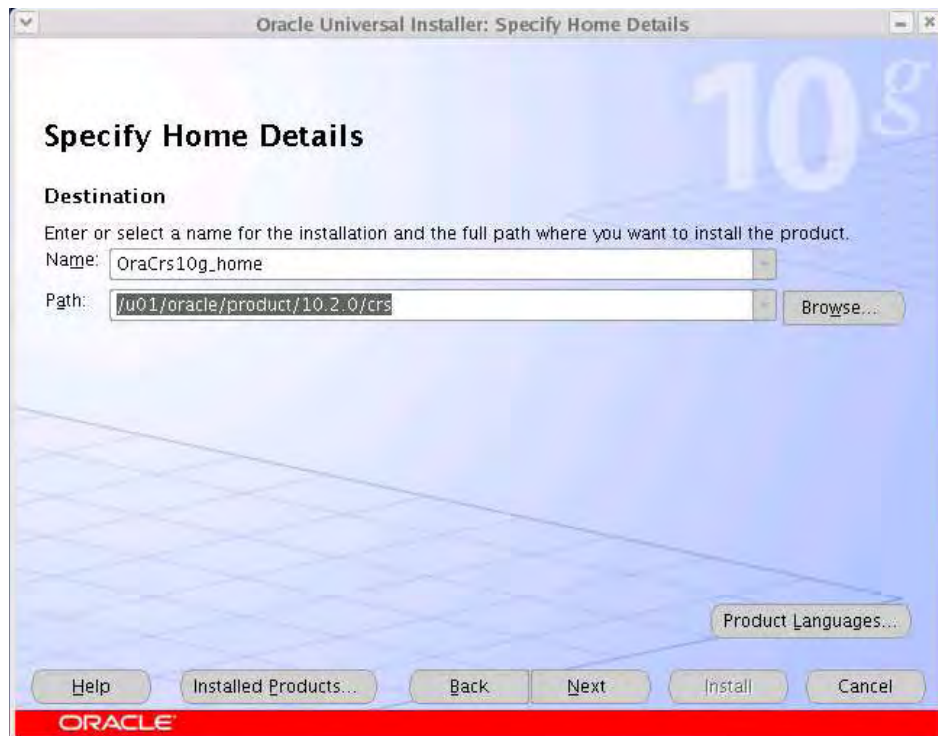 Oracle Universal Installer: Specify Home Details
10g
Specify Home Details
Destination
Enter or select a name for the installation and the full path where you want to install the product.
Name: OraCrs10g_home
Path: /u01/oracle/product/10.2.0/crs Browse...
Product Languages...
Help Installed Products... Back Next Install Cancel
ORACLE